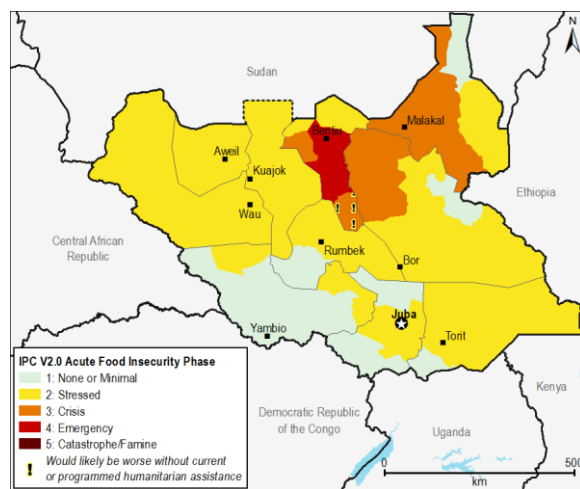 N
Sudan
Malakal
Bentiu
Aweil
Kuajok
Ethiopia
Wau
!
!
!
!
Central African
Republic
Rumbek
Bor
Juba
Yambio
Torit
IPC V2.0 Acute Food Insecurity Phase
1: None or Minimal
2: Stressed
3: Crisis
4: Emergency
5: Catastrophe/Famine
! Would likely be worse without current
or programmed humanitarian assistance
Kenya
Democratic Republic
of the Congo
Uganda
0
500
km